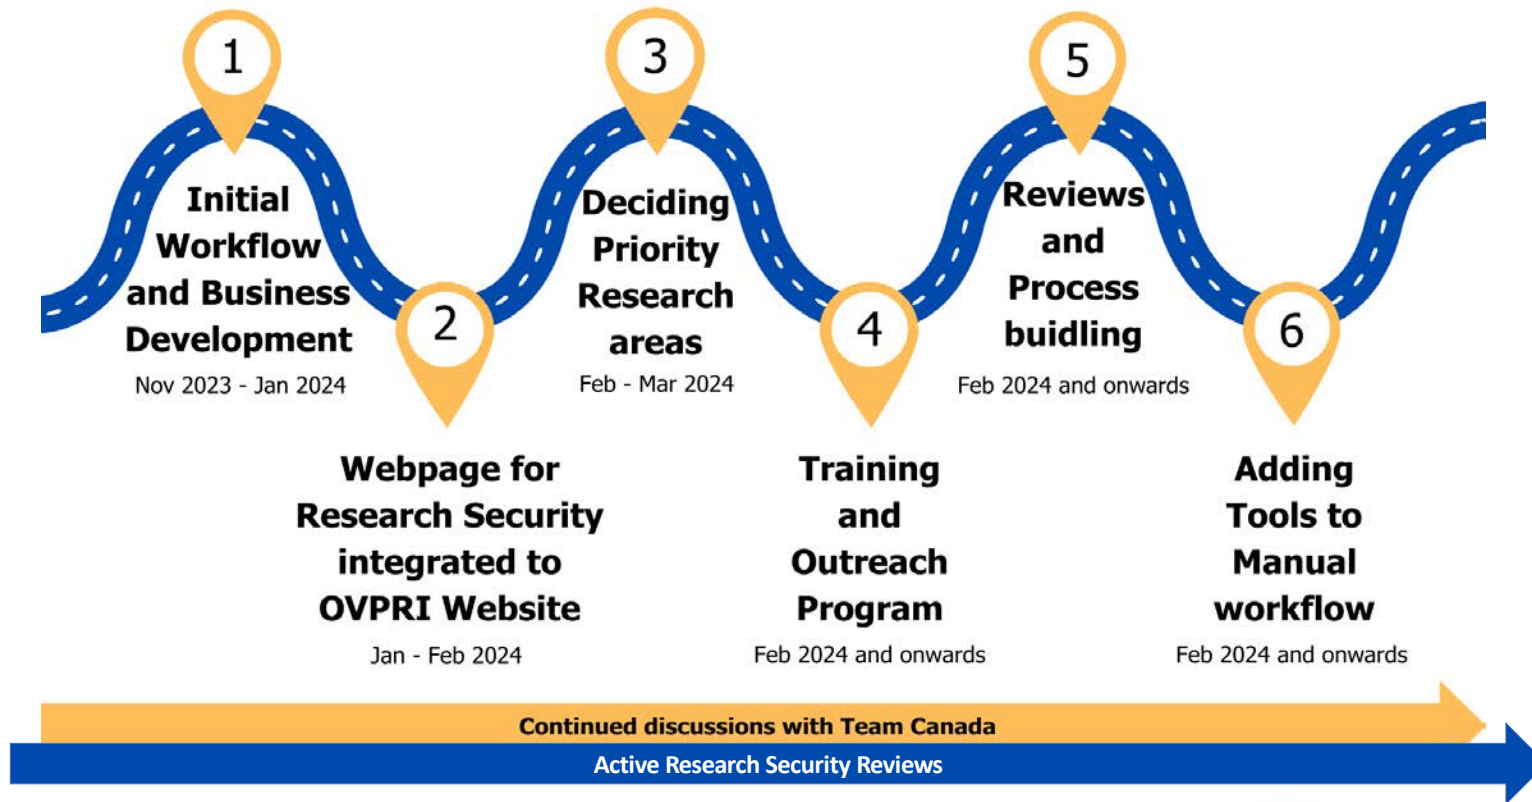 1
Initial
Workflow
and Business
Development
Nov 2023 - Jan 2024
2
Webpage for
Research Security
integrated to
OVPRI Website
Jan - Feb 2024
3
Deciding
Priority
Research
areas
Feb - Mar 2024
4
Training
and
Outreach
Program
Feb 2024 and onwards
5
Reviews
and
Process
buidling
Feb 2024 and onwards
6
Adding
Tools to
Manual
workflow
Feb 2024 and onwards
Continued discussions with Team Canada
Active Research Security Reviews